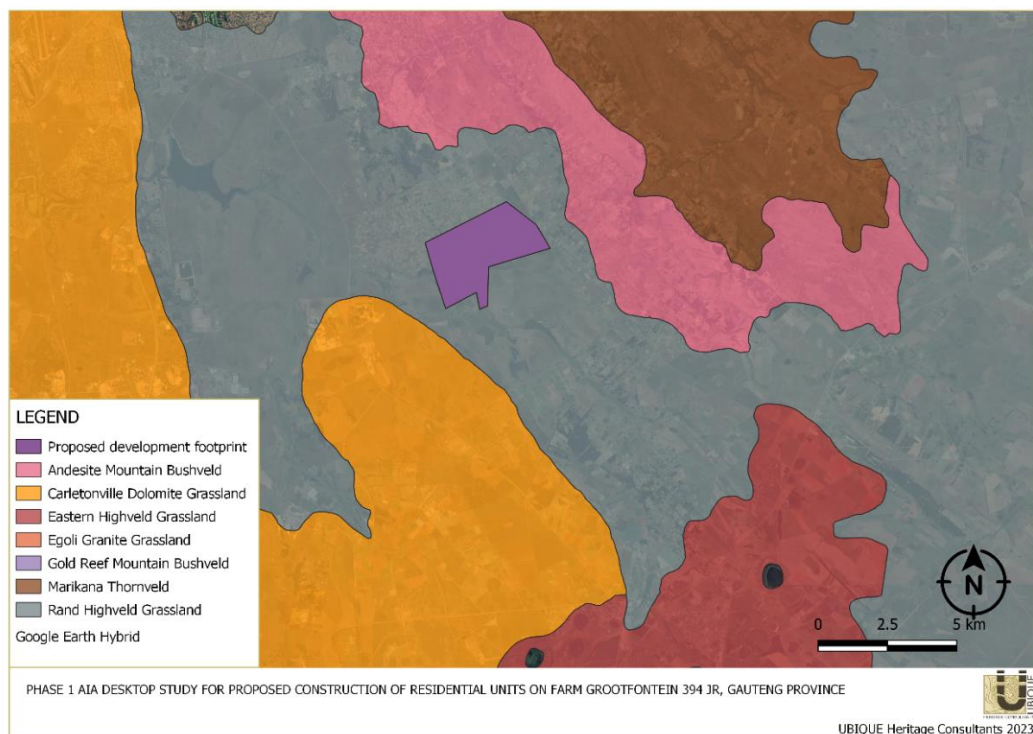 LEGEND
Proposed development footprint
Andesite Mountain Bushveld
Carletonville Dolomite Grassland
Eastern Highveld Grassland
Egoli Granite Grassland
Gold Reef Mountain Bushveld
Marikana Thornveld
Rand Highveld Grassland
Google Earth Hybrid
N
0 2.5 5 km
PHASE 1 AIA DESKTOP STUDY FOR PROPOSED CONSTRUCTION OF RESIDENTIAL UNITS ON FARM GROOTFONTEIN 394 JR, GAUTENG PROVINCE
UBIQUE
UBIQUE Heritage Consultants 2023